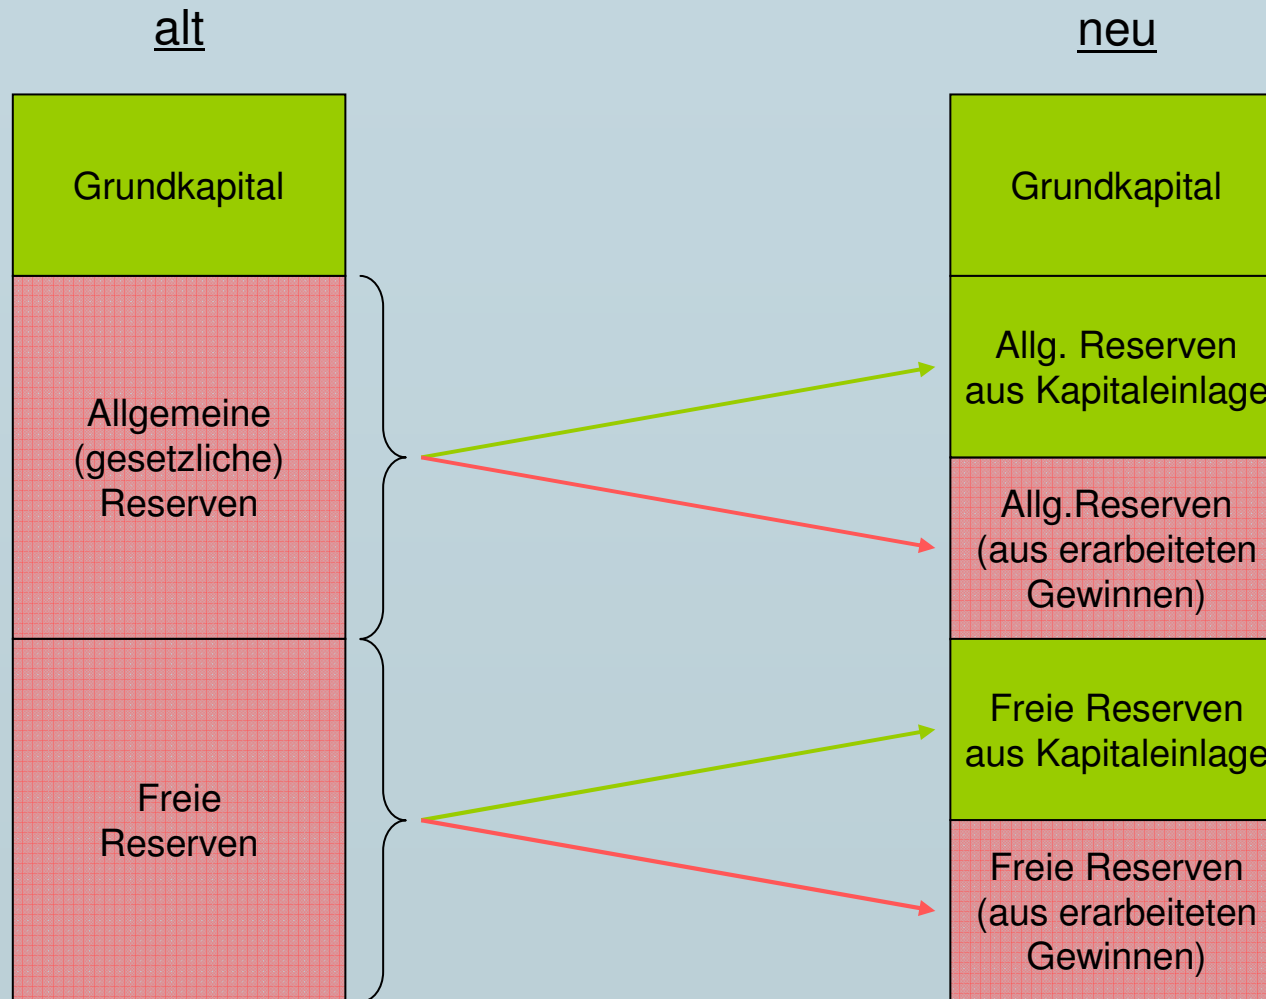 alt
neu
Grundkapital
Allgemeine
(gesetzliche)
Reserven
Freie
Reserven
Grundkapital
Allg. Reserven
aus Kapitaleinlage
Allg.Reserven
(aus erarbeiteten
Gewinnen)
Freie Reserven
aus Kapitaleinlage
Freie Reserven
(aus erarbeiteten
Gewinnen)